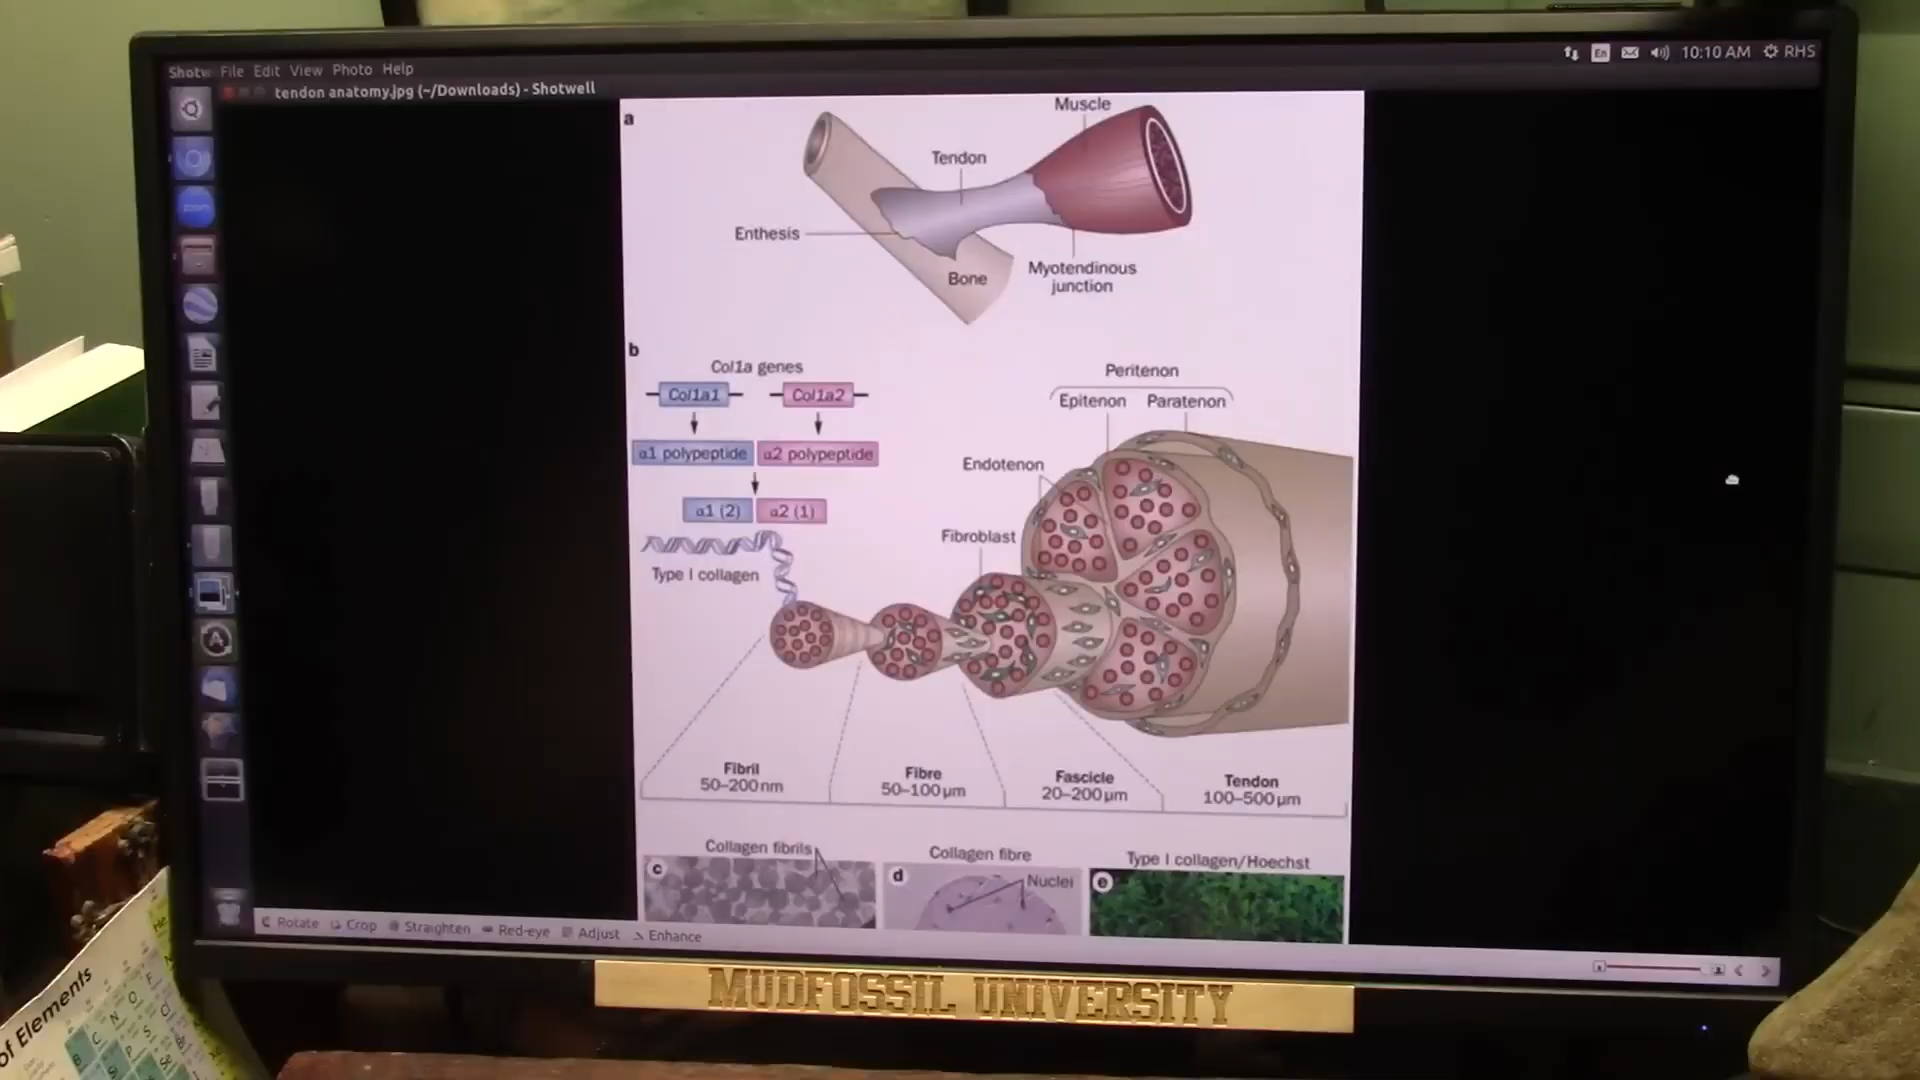 Shotw File Edit View Photo Help
En 10:10 AM RHS
tendon anatomy.jpg (~/Downloads) - Shotwell
zoom
a
Muscle
Tendon
Enthesis
Bone
Myotendinous
junction
b
Col1a genes
Col1a1 Col1a2
α1 polypeptide α2 polypeptide
α1 (2) α2 (1)
Type I collagen
Peritenon
Epitenon Paratenon
Endotenon
Fibroblast
Fibril
50–200 nm
Fibre
50–100 µm
Fascicle
20–200 µm
Tendon
100–500 µm
Collagen fibrils
c
Collagen fibre
d
Nuclei
Type I collagen/Hoechst
e
Rotate Crop Straighten Red-eye Adjust Enhance
MUDFOSSIL UNIVERSITY
of Elements
B C N O
P S